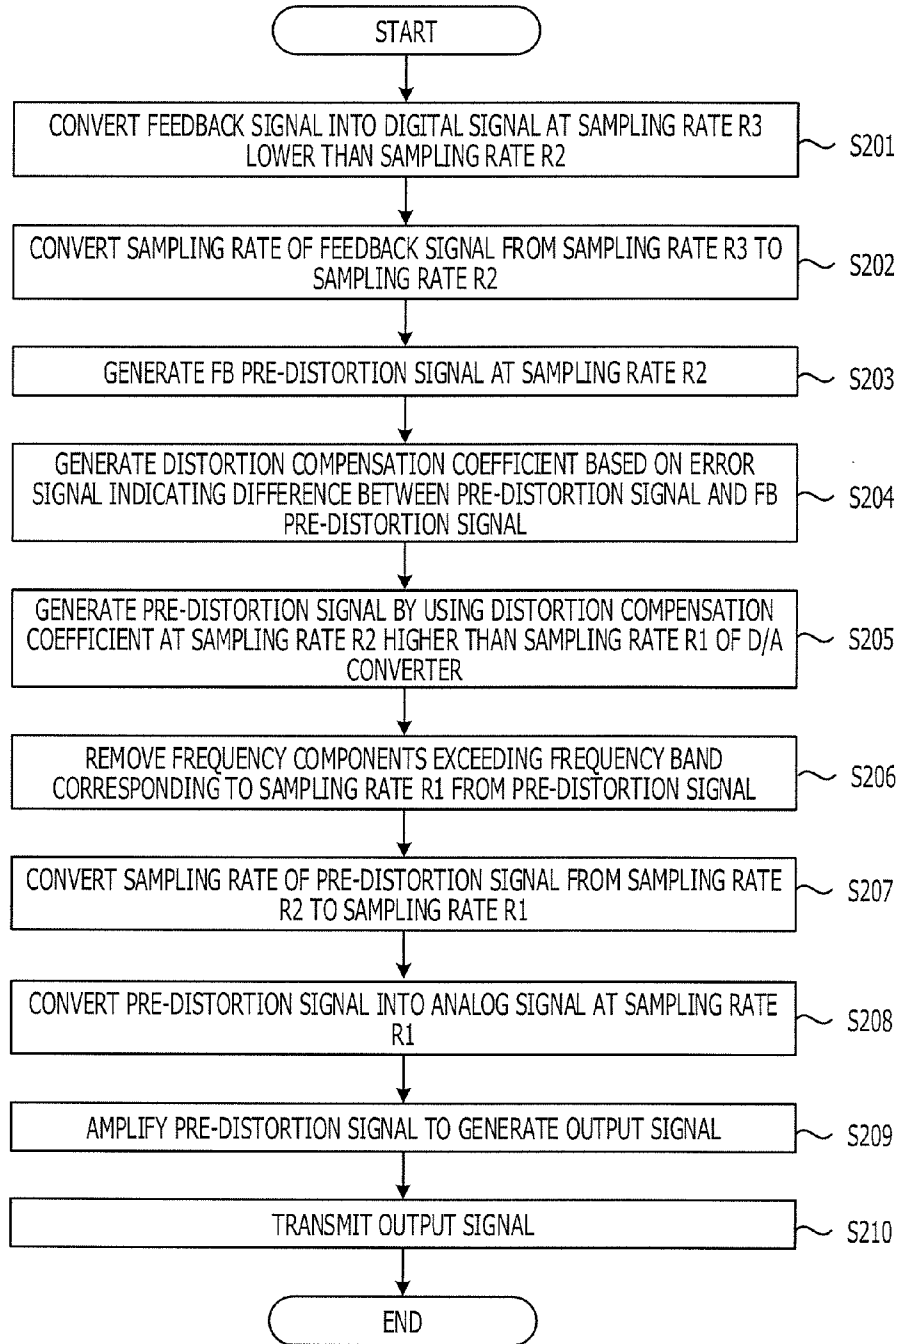 START
CONVERT FEEDBACK SIGNAL INTO DIGITAL SIGNAL AT SAMPLING RATE R3
LOWER THAN SAMPLING RATE R2
S201
CONVERT SAMPLING RATE OF FEEDBACK SIGNAL FROM SAMPLING RATE R3 TO
SAMPLING RATE R2
S202
GENERATE FB PRE-DISTORTION SIGNAL AT SAMPLING RATE R2
S203
GENERATE DISTORTION COMPENSATION COEFFICIENT BASED ON ERROR
SIGNAL INDICATING DIFFERENCE BETWEEN PRE-DISTORTION SIGNAL AND FB
PRE-DISTORTION SIGNAL
S204
GENERATE PRE-DISTORTION SIGNAL BY USING DISTORTION COMPENSATION
COEFFICIENT AT SAMPLING RATE R2 HIGHER THAN SAMPLING RATE R1 OF D/A
CONVERTER
S205
REMOVE FREQUENCY COMPONENTS EXCEEDING FREQUENCY BAND
CORRESPONDING TO SAMPLING RATE R1 FROM PRE-DISTORTION SIGNAL
S206
CONVERT SAMPLING RATE OF PRE-DISTORTION SIGNAL FROM SAMPLING RATE
R2 TO SAMPLING RATE R1
S207
CONVERT PRE-DISTORTION SIGNAL INTO ANALOG SIGNAL AT SAMPLING RATE
R1
S208
AMPLIFY PRE-DISTORTION SIGNAL TO GENERATE OUTPUT SIGNAL
S209
TRANSMIT OUTPUT SIGNAL
S210
END